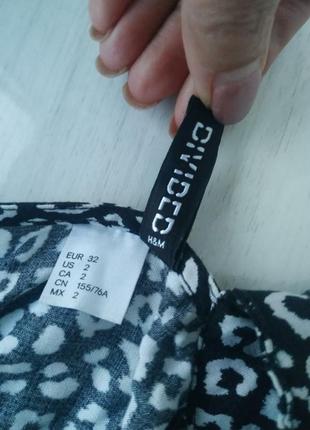 DIVIDED
H&M
EUR 32
US 2
CA 2
CN 155/76A
MX 2